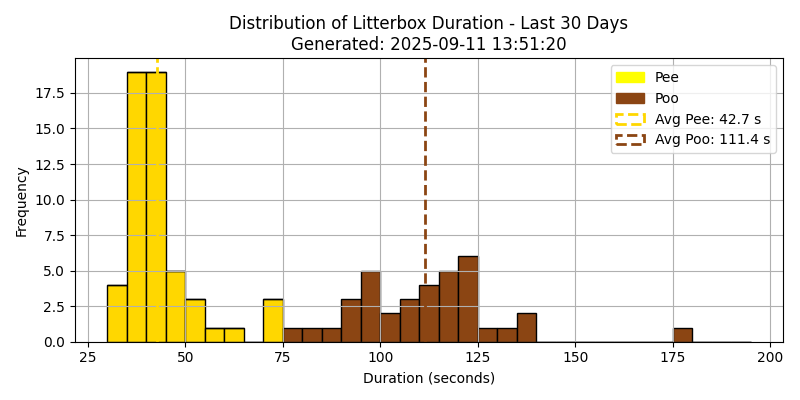 Distribution of Litterbox Duration - Last 30 Days
Generated: 2025-09-11 13:51:20
Pee
Poo
Avg Pee: 42.7 s
Avg Poo: 111.4 s
Frequency
17.5
15.0
12.5
10.0
7.5
5.0
2.5
0.0
25 50 75 100 125 150 175 200
Duration (seconds)